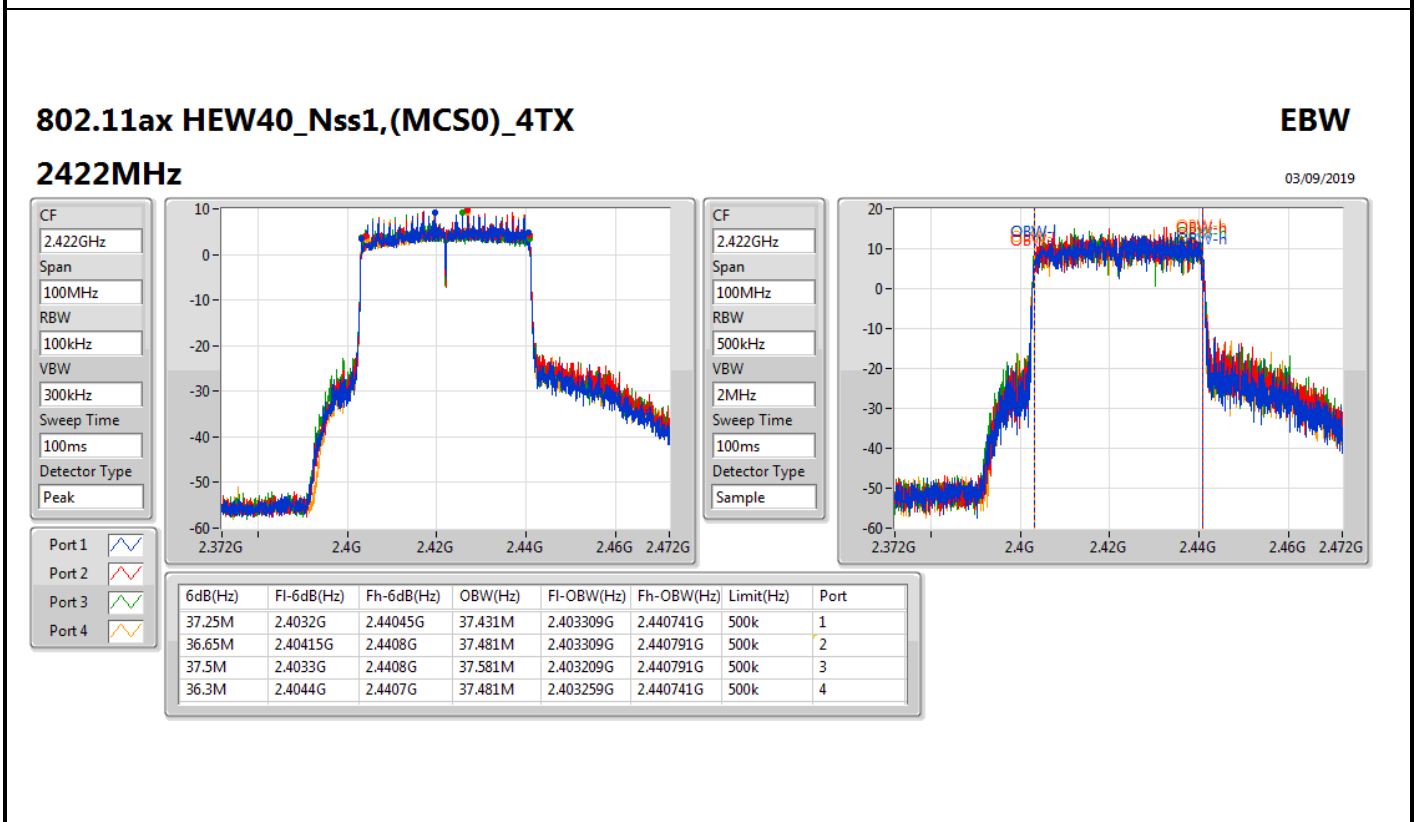 802.11ax HEW40_Nss1,(MCS0)_4TX EBW
2422MHz 03/09/2019
CF
2.422GHz
Span
100MHz
RBW
100kHz
VBW
300kHz
Sweep Time
100ms
Detector Type
Peak
10
0
-10
-20
-30
-40
-50
-60
2.372G 2.4G 2.42G 2.44G 2.46G 2.472G
CF
2.422GHz
Span
100MHz
RBW
500kHz
VBW
2MHz
Sweep Time
100ms
Detector Type
Sample
20
10
0
-10
-20
-30
-40
-50
-60
OBW-l OBW-h
2.372G 2.4G 2.42G 2.44G 2.46G 2.472G
Port 1
Port 2
Port 3
Port 4
6dB(Hz) Fl-6dB(Hz) Fh-6dB(Hz) OBW(Hz) Fl-OBW(Hz) Fh-OBW(Hz) Limit(Hz) Port
37.25M 2.4032G 2.44045G 37.431M 2.403309G 2.440741G 500k 1
36.65M 2.40415G 2.4408G 37.481M 2.403309G 2.440791G 500k 2
37.5M 2.4033G 2.4408G 37.581M 2.403209G 2.440791G 500k 3
36.3M 2.4044G 2.4407G 37.481M 2.403259G 2.440741G 500k 4